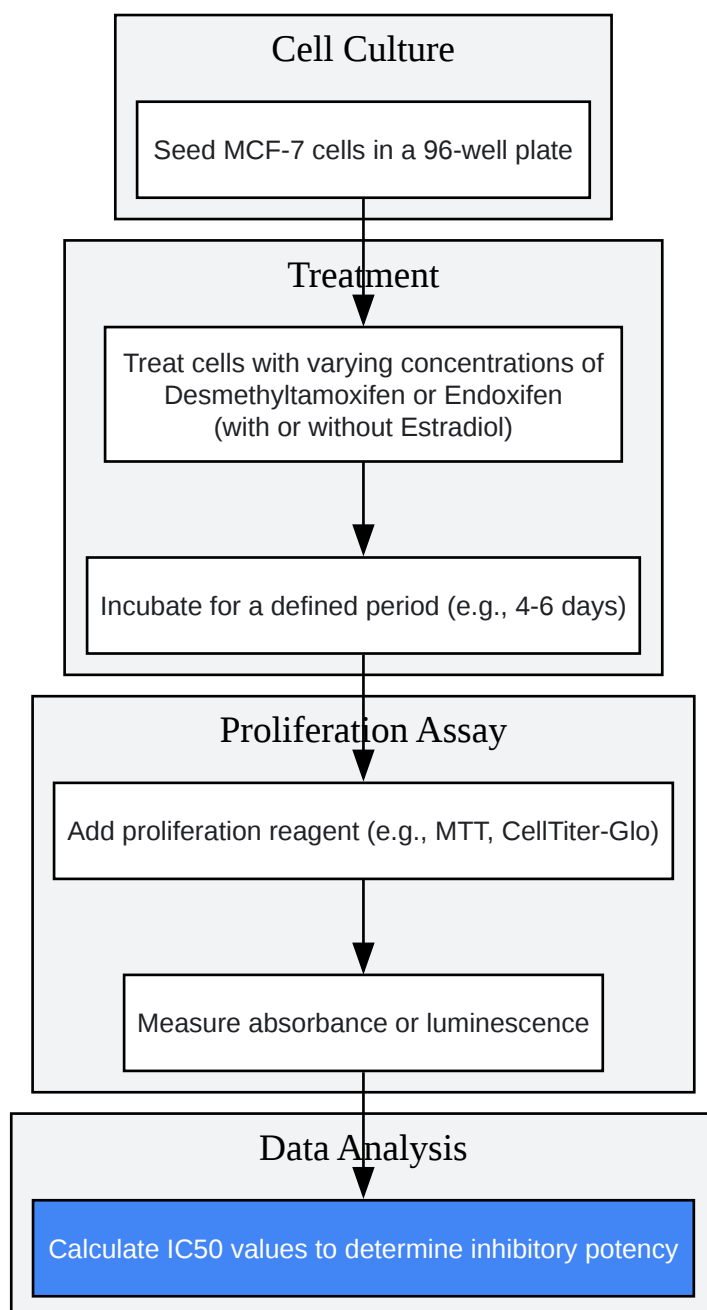 Cell Culture
Seed MCF-7 cells in a 96-well plate
Treatment
Treat cells with varying concentrations of
Desmethyltamoxifen or Endoxifen
(with or without Estradiol)
Incubate for a defined period (e.g., 4-6 days)
Proliferation Assay
Add proliferation reagent (e.g., MTT, CellTiter-Glo)
Measure absorbance or luminescence
Data Analysis
Calculate IC50 values to determine inhibitory potency